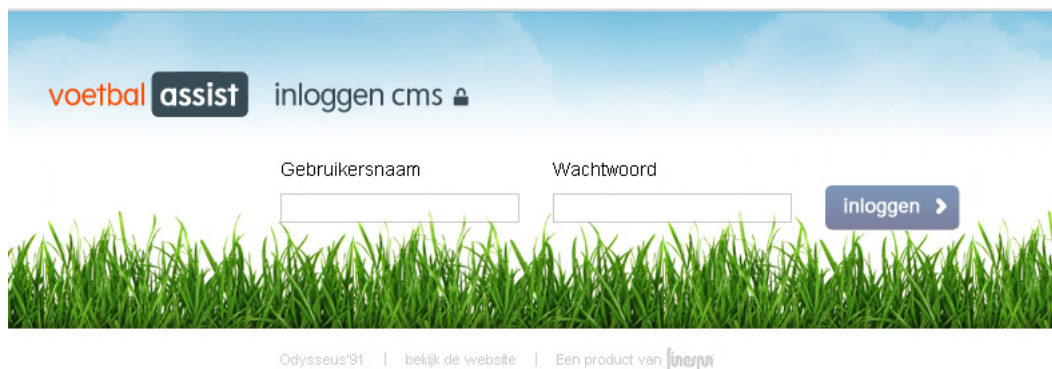 voetbal assist inloggen cms
Gebruikersnaam Wachtwoord
inloggen
Odysseus'91 | bekijk de website | Een product van